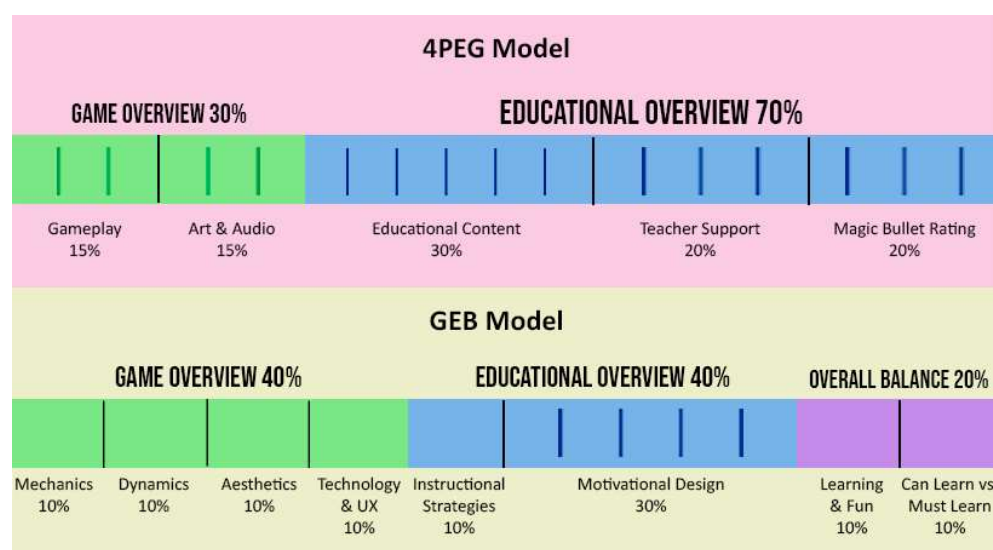 4PEG Model
GAME OVERVIEW 30%
EDUCATIONAL OVERVIEW 70%
Gameplay
15%
Art & Audio
15%
Educational Content
30%
Teacher Support
20%
Magic Bullet Rating
20%
GEB Model
GAME OVERVIEW 40%
EDUCATIONAL OVERVIEW 40%
OVERALL BALANCE 20%
Mechanics
10%
Dynamics
10%
Aesthetics
10%
Technology
& UX
10%
Instructional
Strategies
10%
Motivational Design
30%
Learning
& Fun
10%
Can Learn vs
Must Learn
10%